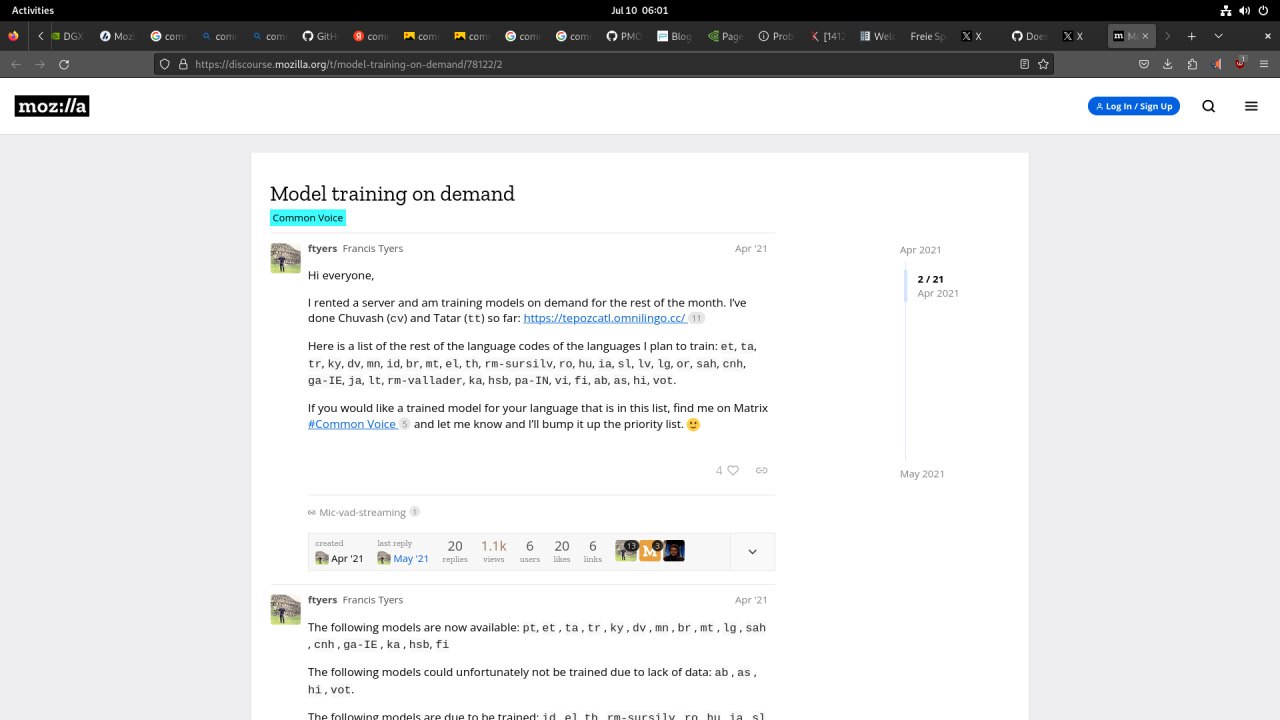 Activities
Jul 10 06:01
DGX
Mozi
com
com
com
GitH
com
com
com
com
com
PMO
Blog
Page
Prob
[1412
Welc
Freie Sp
X
Doez
X
Mo
https://discourse.mozilla.org/t/model-training-on-demand/78122/2
moz://a
Log In / Sign Up
Model training on demand
Common Voice
ftyers Francis Tyers
Apr '21
Hi everyone,
I rented a server and am training models on demand for the rest of the month. I've
done Chuvash (cv) and Tatar (tt) so far: https://tepozcatl.omnilingo.cc/ 11
Here is a list of the rest of the language codes of the languages I plan to train: et, ta,
tr, ky, dv, mn, id, br, mt, el, th, rm-sursilv, ro, hu, ia, sl, lv, lg, or, sah, cnh,
ga-IE, ja, lt, rm-vallader, ka, hsb, pa-IN, vi, fi, ab, as, hi, vot.
If you would like a trained model for your language that is in this list, find me on Matrix
#Common Voice 5 and let me know and I'll bump it up the priority list.
4
Mic-vad-streaming 1
created
Apr '21
last reply
May '21
20
replies
1.1k
views
6
users
20
likes
6
links
13
M
3
Apr 2021
2 / 21
Apr 2021
May 2021
ftyers Francis Tyers
Apr '21
The following models are now available: pt, et , ta , tr , ky , dv , mn , br , mt , lg , sah
, cnh , ga-IE , ka , hsb, fi
The following models could unfortunately not be trained due to lack of data: ab , as ,
hi , vot.
The following models are due to be trained: id, el, th, rm-sursilv, ro, hu, ia, sl